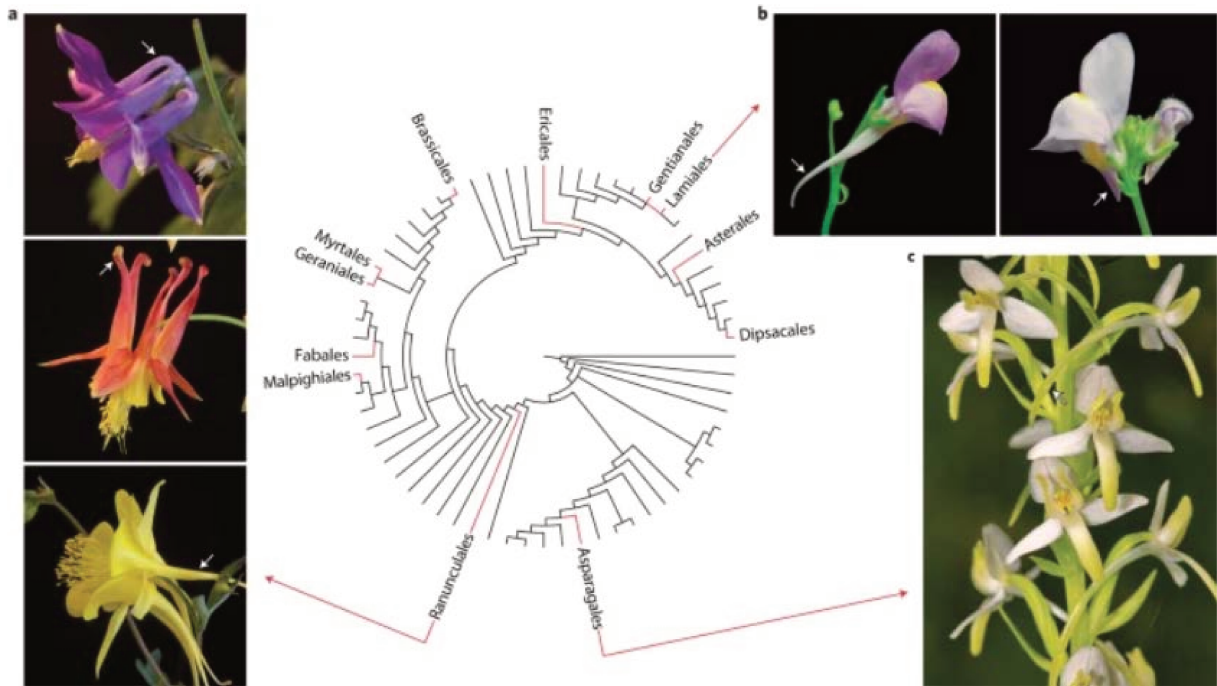 a
b
Brassicales
Ericales
Gentianales
Lamiales
Asterales
Myrtales
Geraniales
c
Dipsacales
Fabales
Malpighiales
Ranunculales
Asparagales